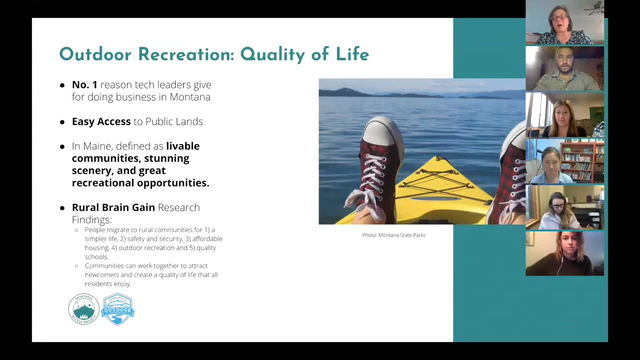 Outdoor Recreation: Quality of Life
● No. 1 reason tech leaders give
for doing business in Montana
● Easy Access to Public Lands
● In Maine, defined as livable
communities, stunning
scenery, and great
recreational opportunities.
● Rural Brain Gain Research
Findings:
○ People migrate to rural communities for 1) a
simpler life, 2) safety and security, 3) affordable
housing, 4) outdoor recreation and 5) quality
schools.
○ Communities can work together to attract
newcomers and create a quality of life that all
residents enjoy.
Photo: Montana State Parks
OUTDOOR